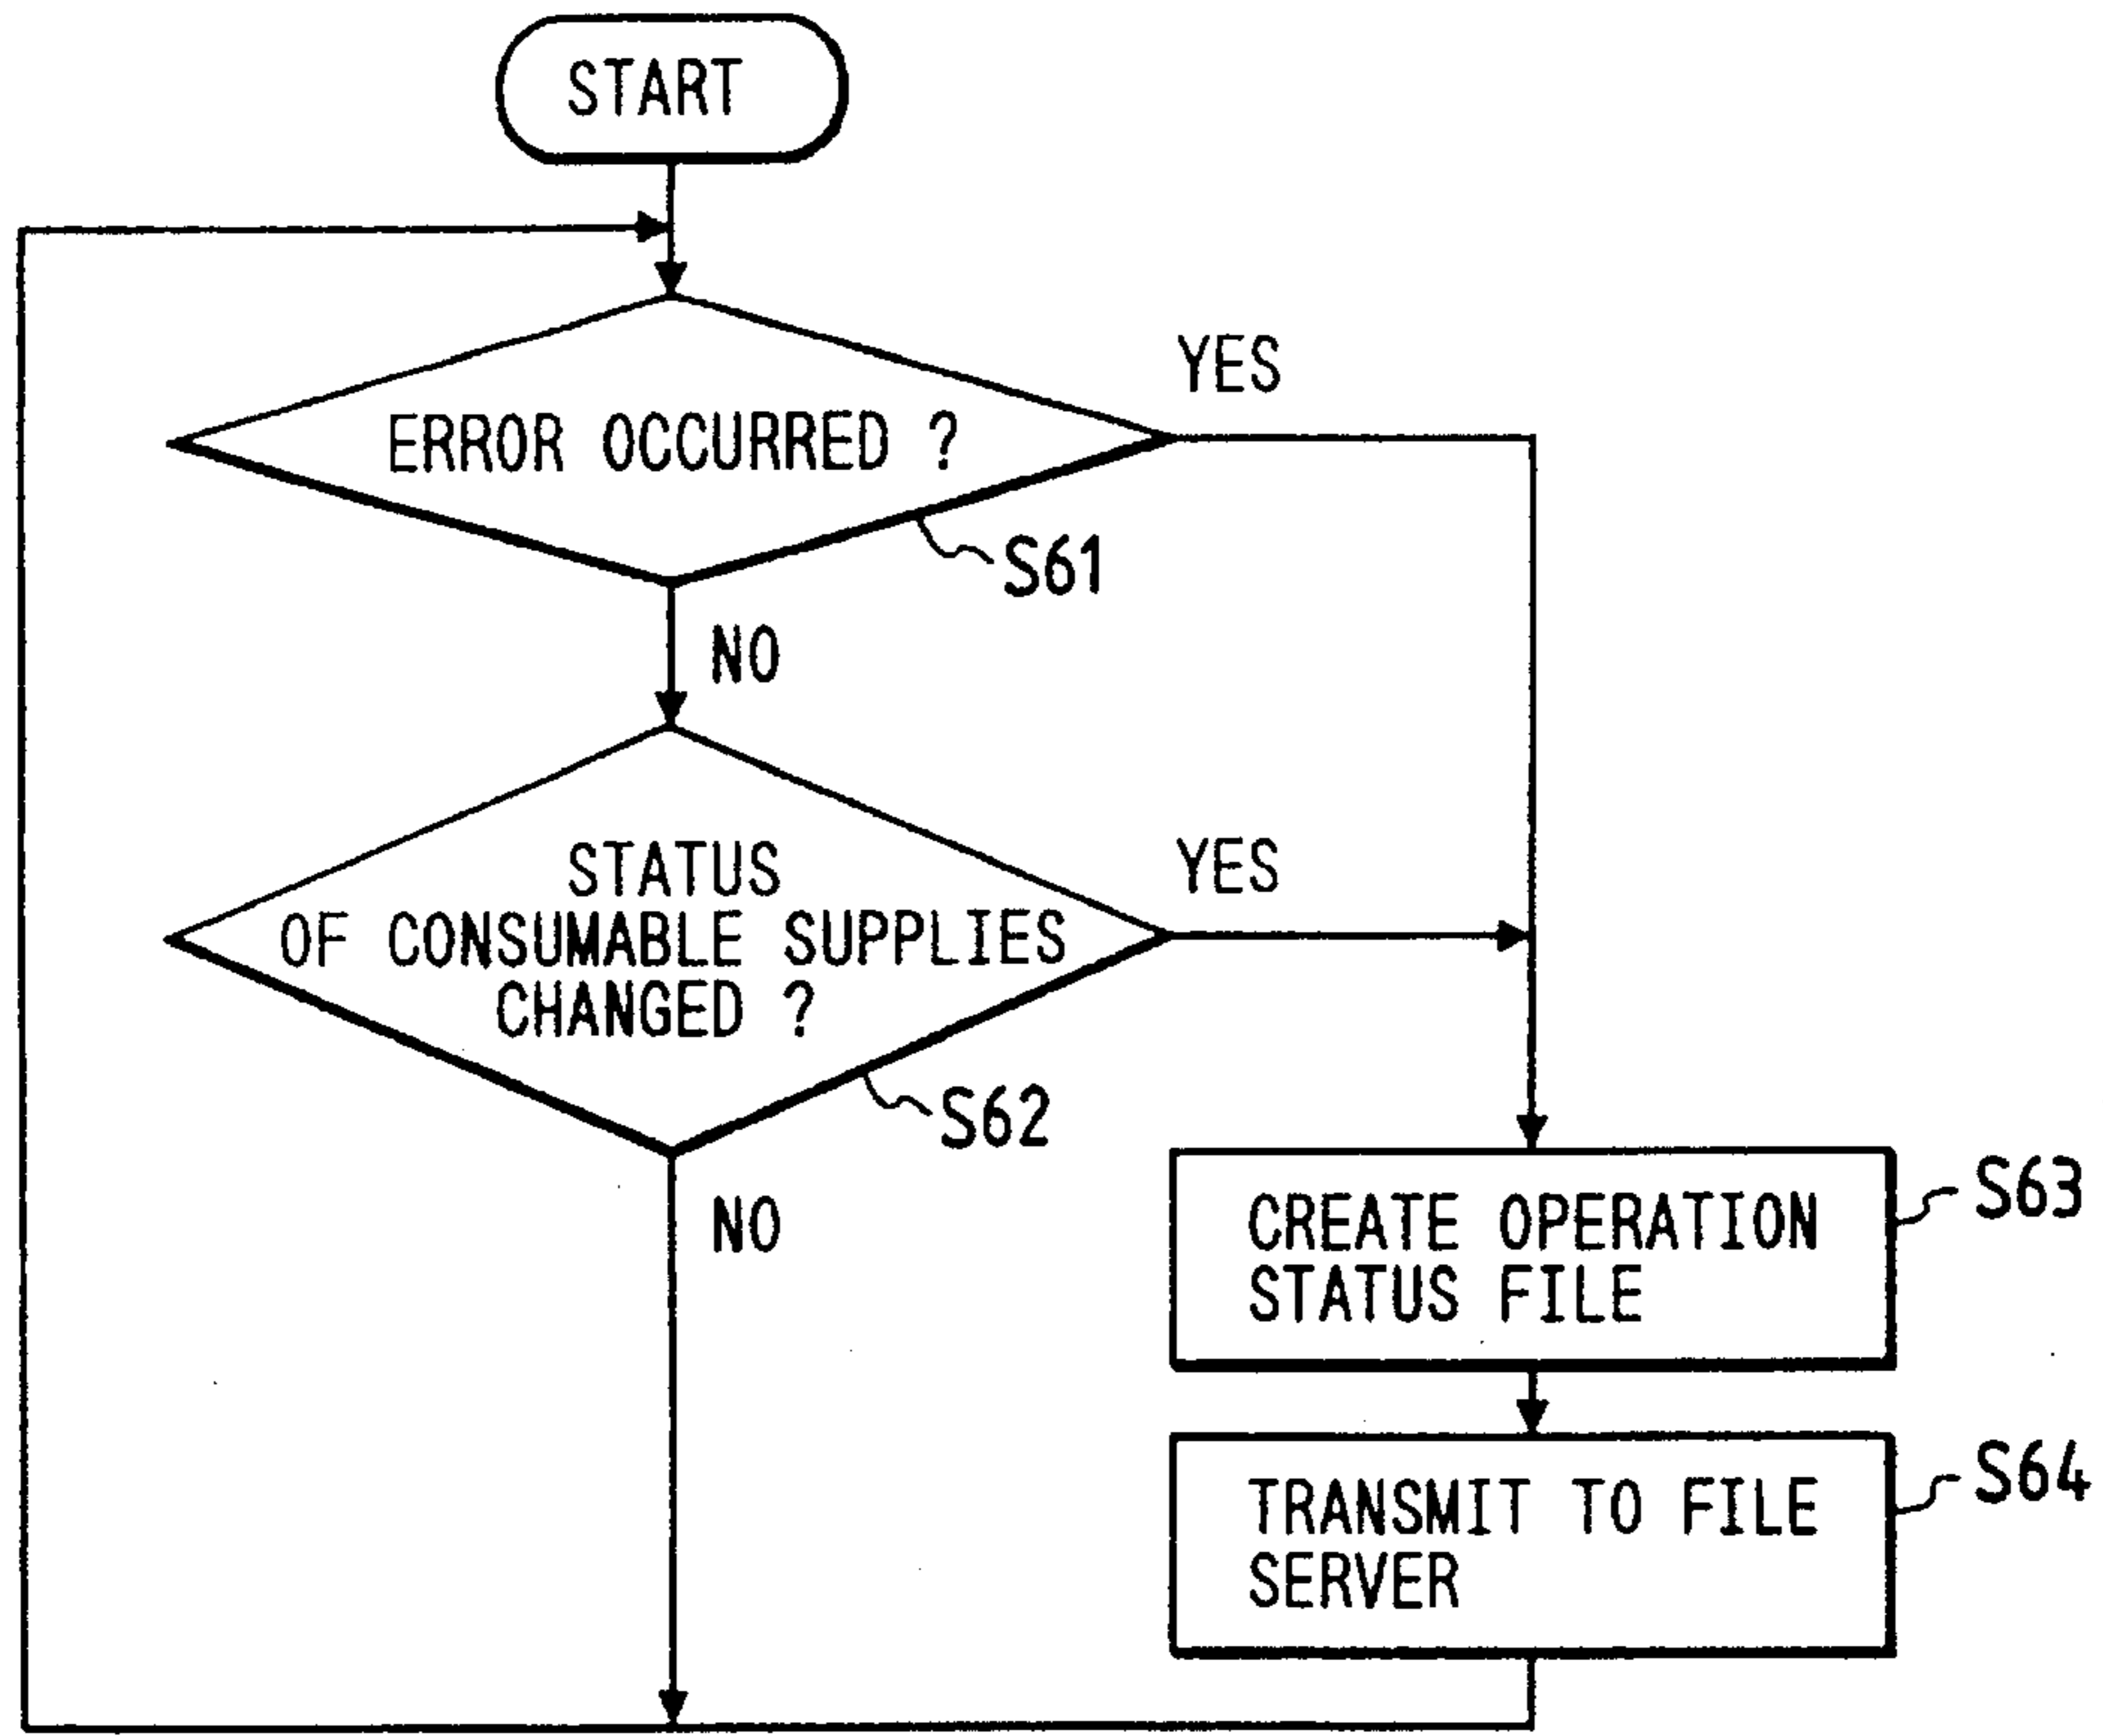 START
YES
ERROR OCCURRED ?
S61
NO
STATUS
OF CONSUMABLE SUPPLIES
CHANGED ?
YES
S62
NO
CREATE OPERATION
STATUS FILE
S63
TRANSMIT TO FILE
SERVER
S64